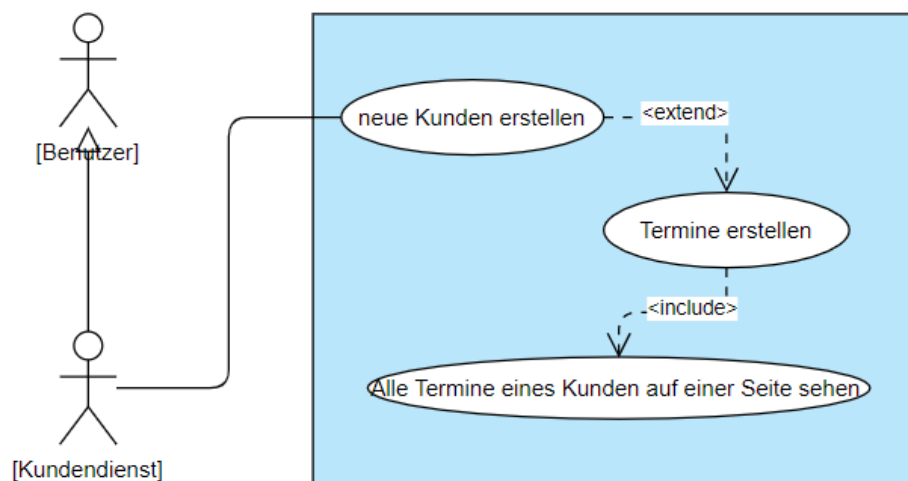 neue Kunden erstellen
<extend>
[Benutzer]
Termine erstellen
<include>
Alle Termine eines Kunden auf einer Seite sehen
[Kundendienst]